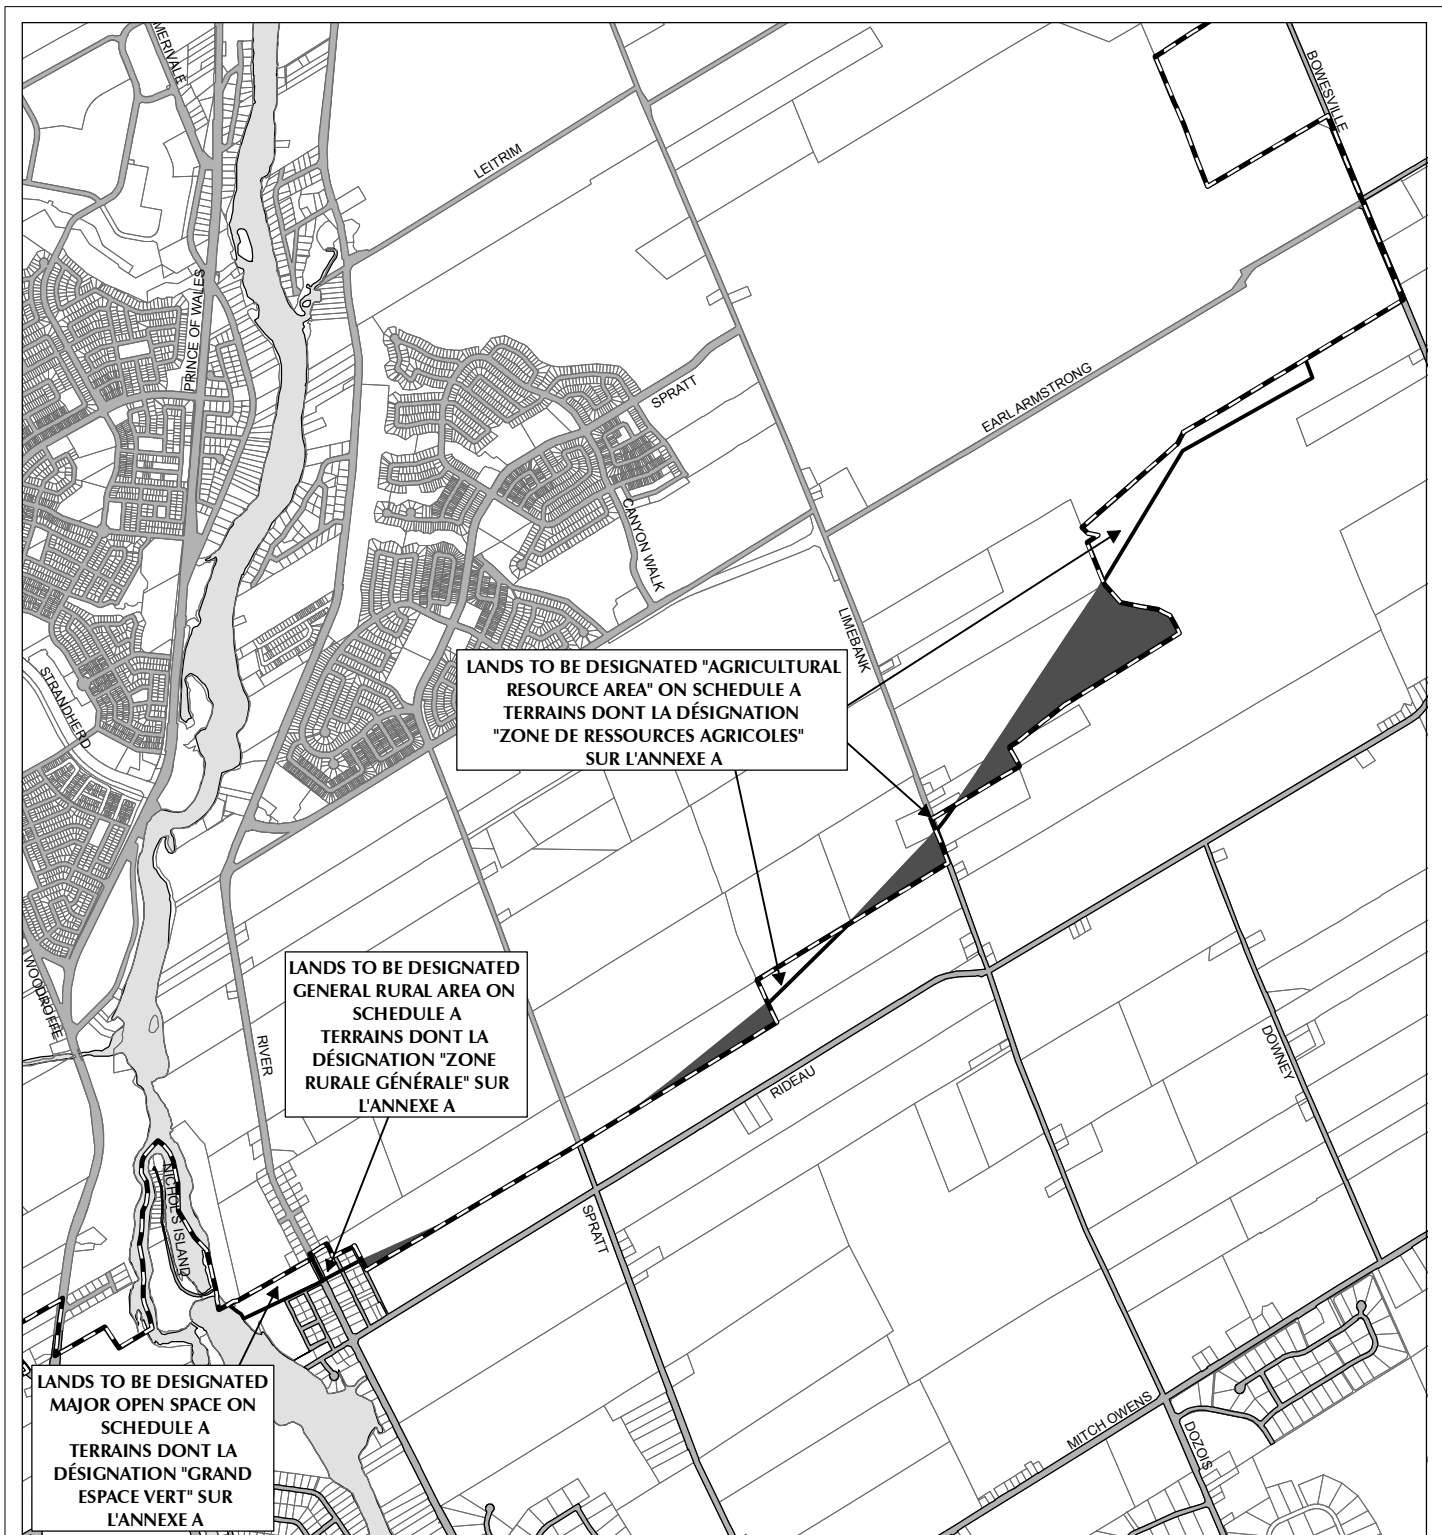 MERIVALE
BOWESVILLE
LEITRIM
PRINCE OF WALES
SPRATT
EARL ARMSTRONG
CANYON WALK
LIMEBANK
STRANDHERD
LANDS TO BE DESIGNATED "AGRICULTURAL
RESOURCE AREA" ON SCHEDULE A
TERRAINS DONT LA DÉSIGNATION
"ZONE DE RESSOURCES AGRICOLES"
SUR L'ANNEXE A
WOODROFFE
LANDS TO BE DESIGNATED
GENERAL RURAL AREA ON
SCHEDULE A
TERRAINS DONT LA
DÉSIGNATION "ZONE
RURALE GÉNÉRALE" SUR
L'ANNEXE A
RIVER
RIDEAU
DOWNEY
NICHOL'S ISLAND
SPRATT
LANDS TO BE DESIGNATED
MAJOR OPEN SPACE ON
SCHEDULE A
TERRAINS DONT LA
DÉSIGNATION "GRAND
ESPACE VERT" SUR
L'ANNEXE A
MITCH OWENS
DOZOIS